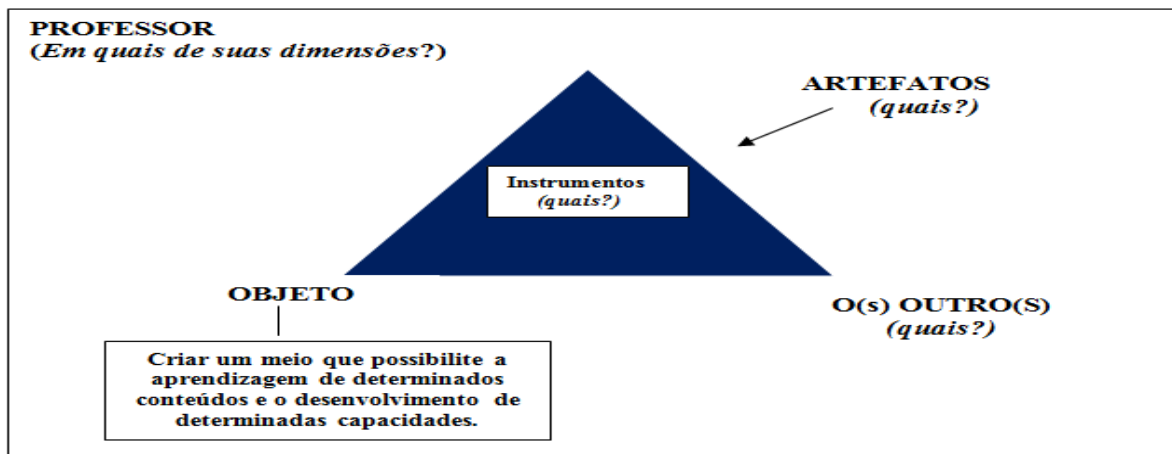 PROFESSOR
(Em quais de suas dimensões?)
ARTEFATOS
(quais?)
Instrumentos
(quais?)
OBJETO
O(s) OUTRO(S)
(quais?)
Criar um meio que possibilite a
aprendizagem de determinados
conteúdos e o desenvolvimento de
determinadas capacidades.